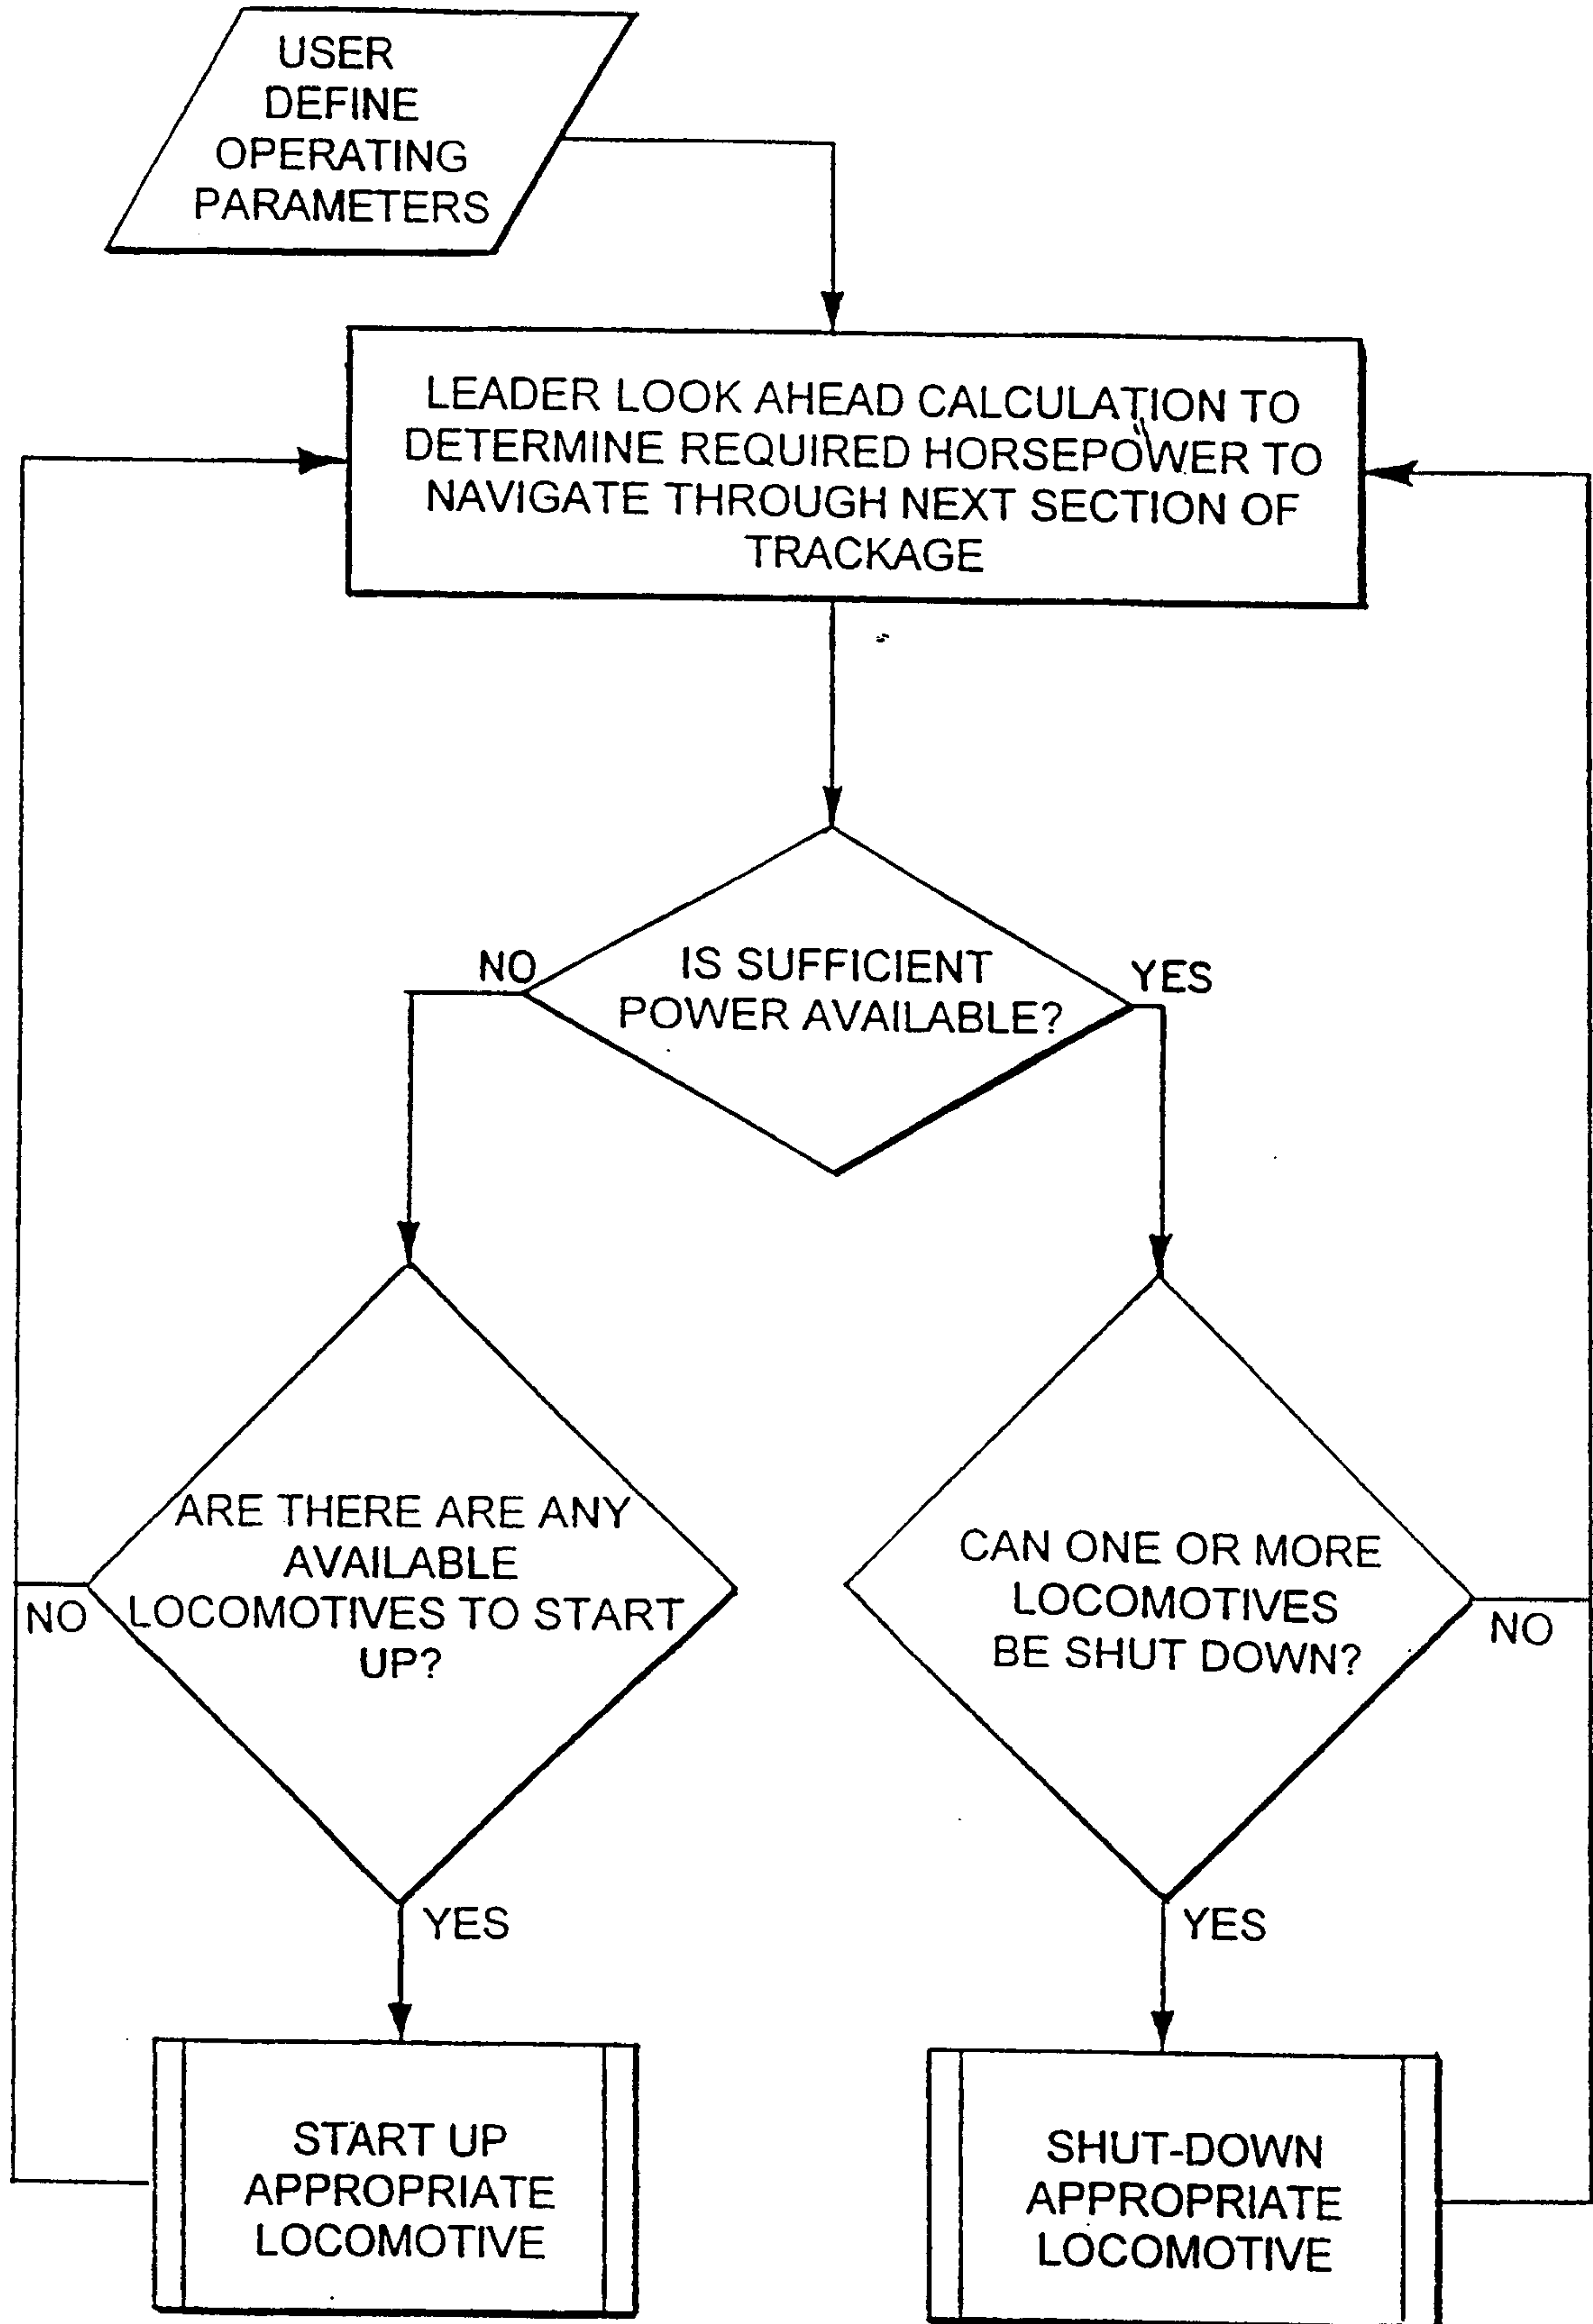 USER
DEFINE
OPERATING
PARAMETERS
LEADER LOOK AHEAD CALCULATION TO
DETERMINE REQUIRED HORSEPOWER TO
NAVIGATE THROUGH NEXT SECTION OF
TRACKAGE
NO
IS SUFFICIENT
POWER AVAILABLE?
YES
ARE THERE ARE ANY
AVAILABLE
LOCOMOTIVES TO START
UP?
NO
YES
CAN ONE OR MORE
LOCOMOTIVES
BE SHUT DOWN?
NO
YES
START UP
APPROPRIATE
LOCOMOTIVE
SHUT-DOWN
APPROPRIATE
LOCOMOTIVE